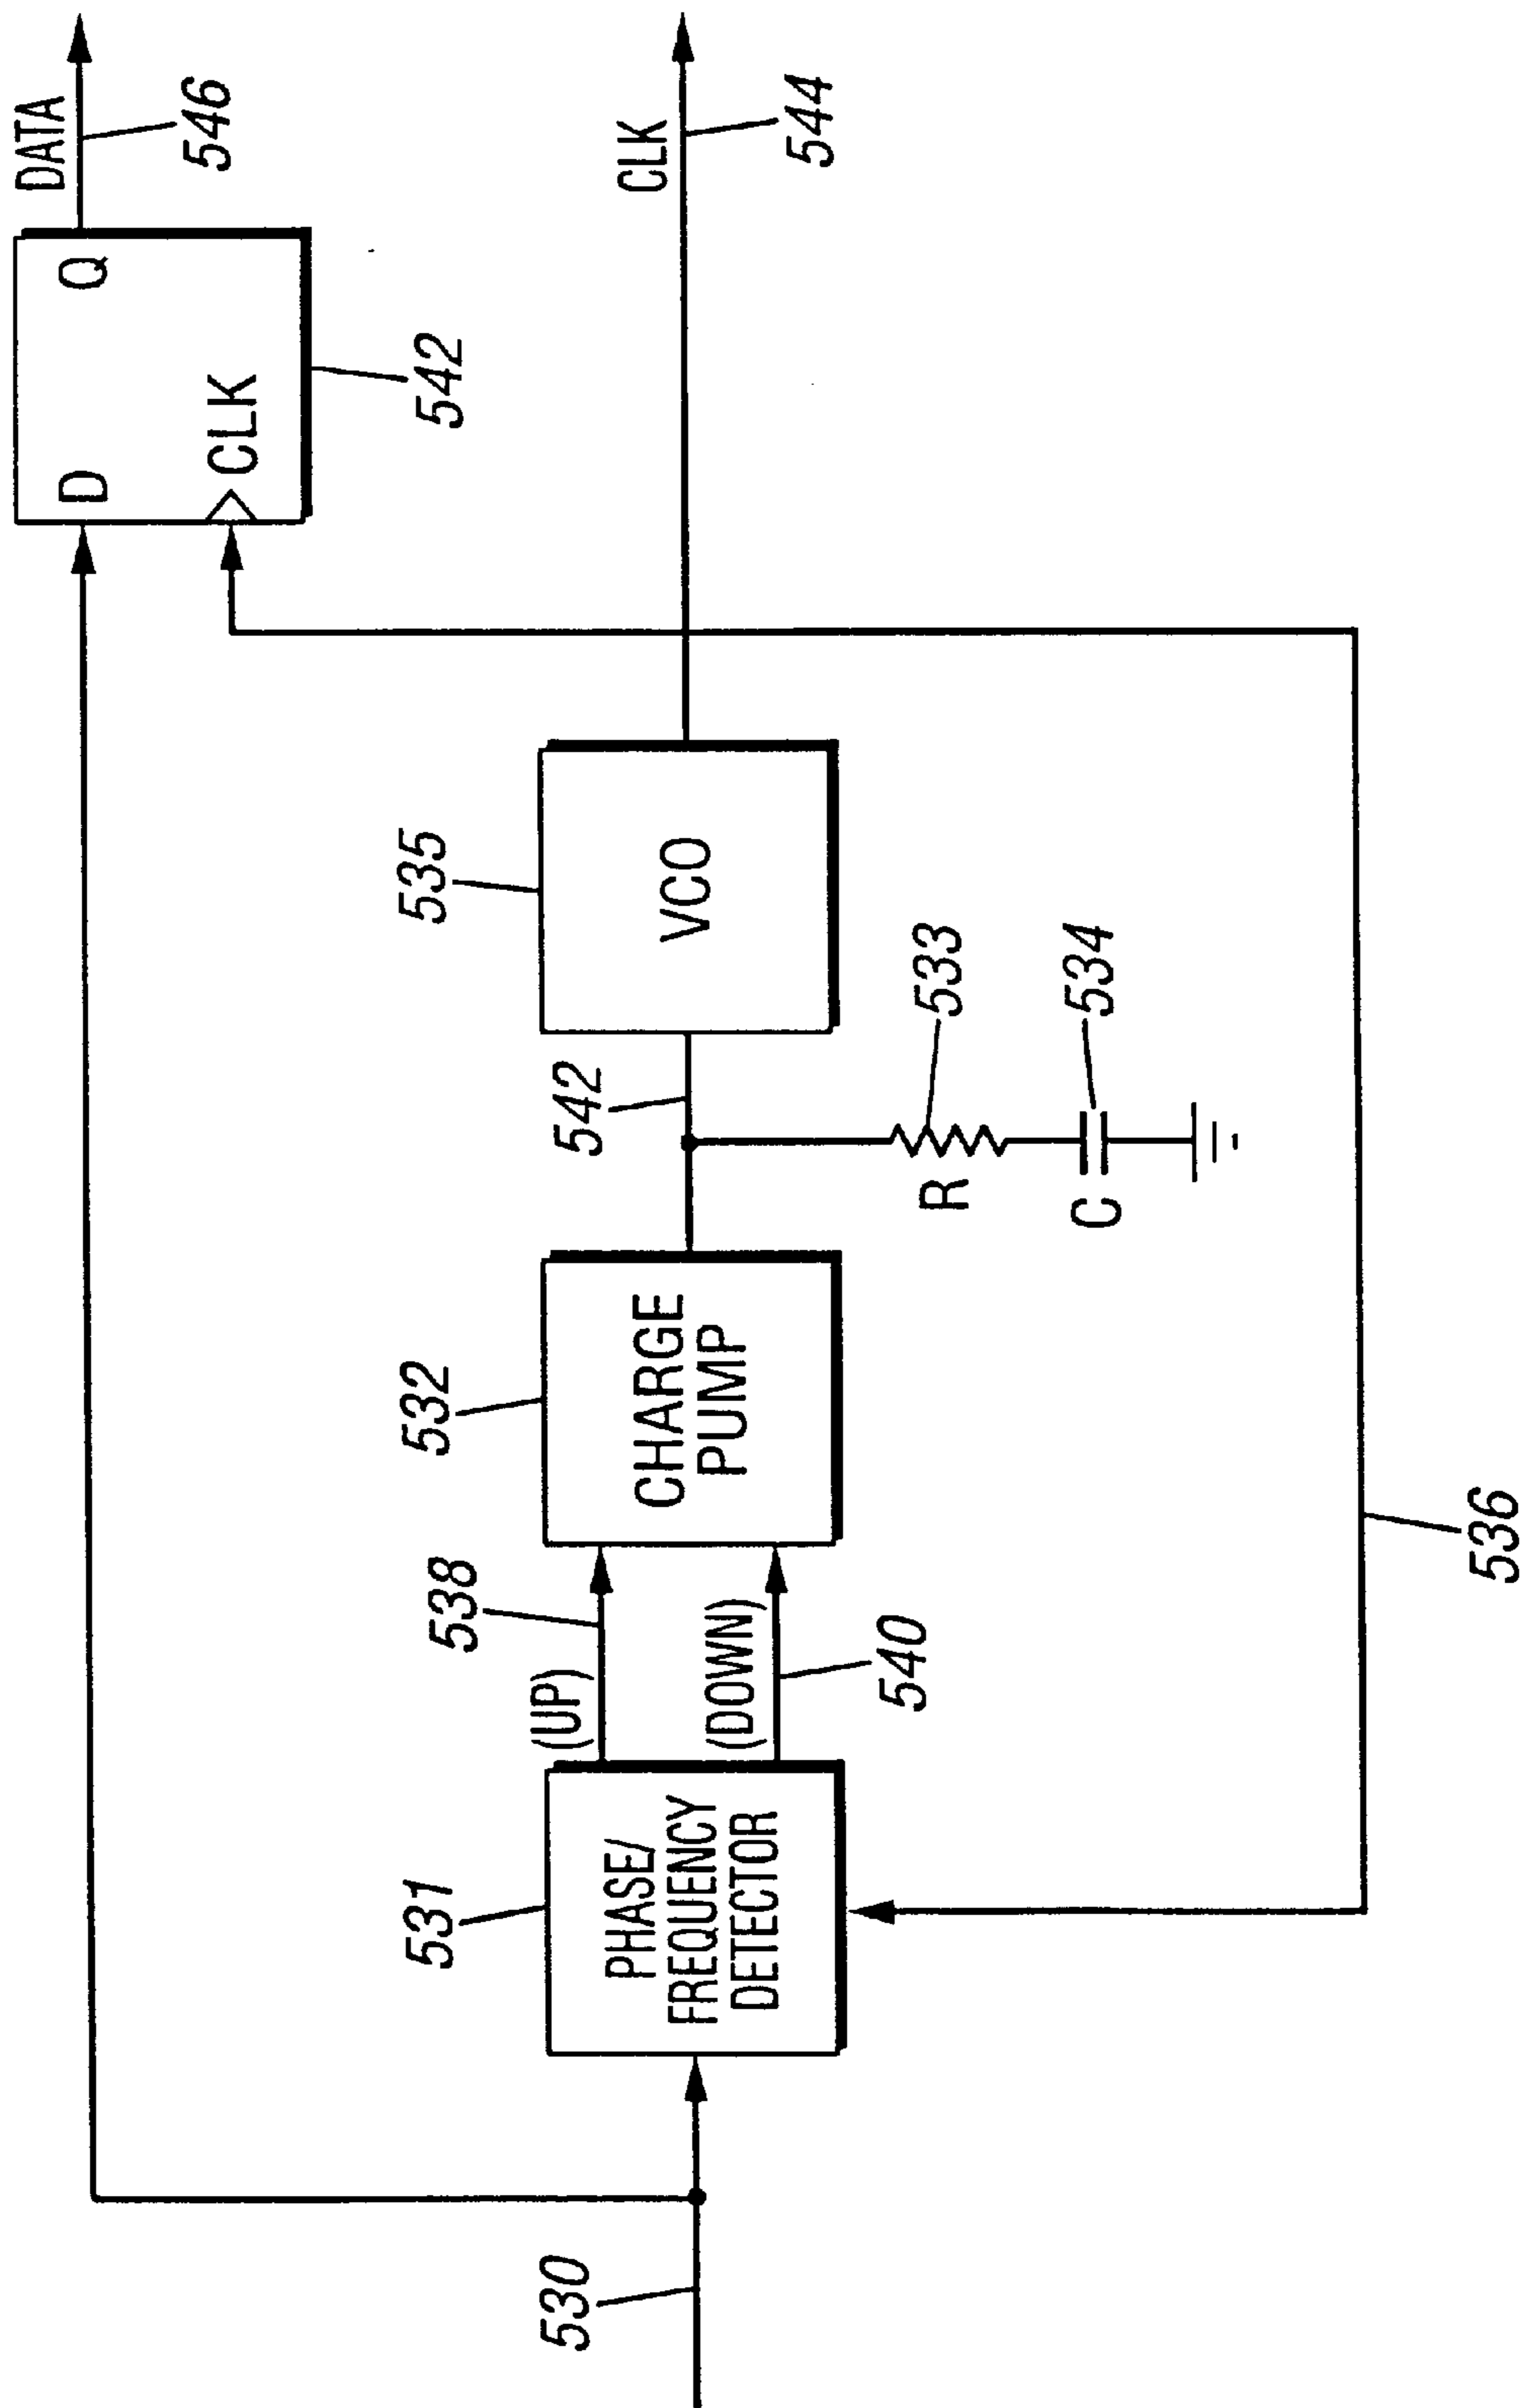 530
531
PHASE/
FREQUENCY
DETECTOR
(UP)
538
(DOWN)
540
532
CHARGE
PUMP
542
R
533
C
534
535
VCO
536
D
Q
CLK
542
DATA
546
CLK
544